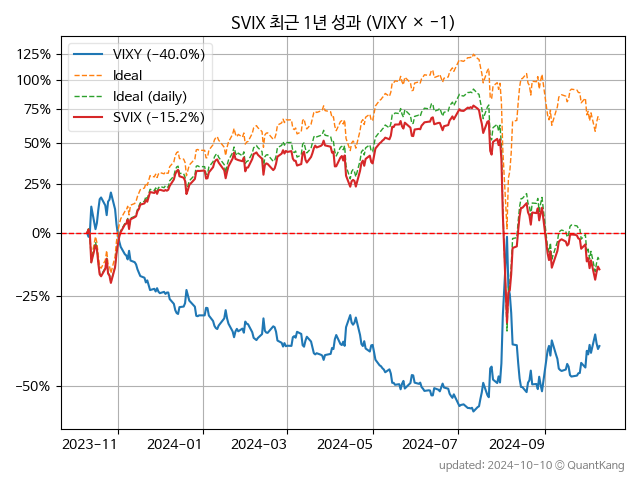 SVIX 최근 1년 성과 (VIXY × −1)
125%
100%
75%
50%
25%
0%
−25%
−50%
VIXY (−40.0%)
Ideal
Ideal (daily)
SVIX (−15.2%)
2023−11
2024−01
2024−03
2024−05
2024−07
2024−09
updated: 2024-10-10 © QuantKang